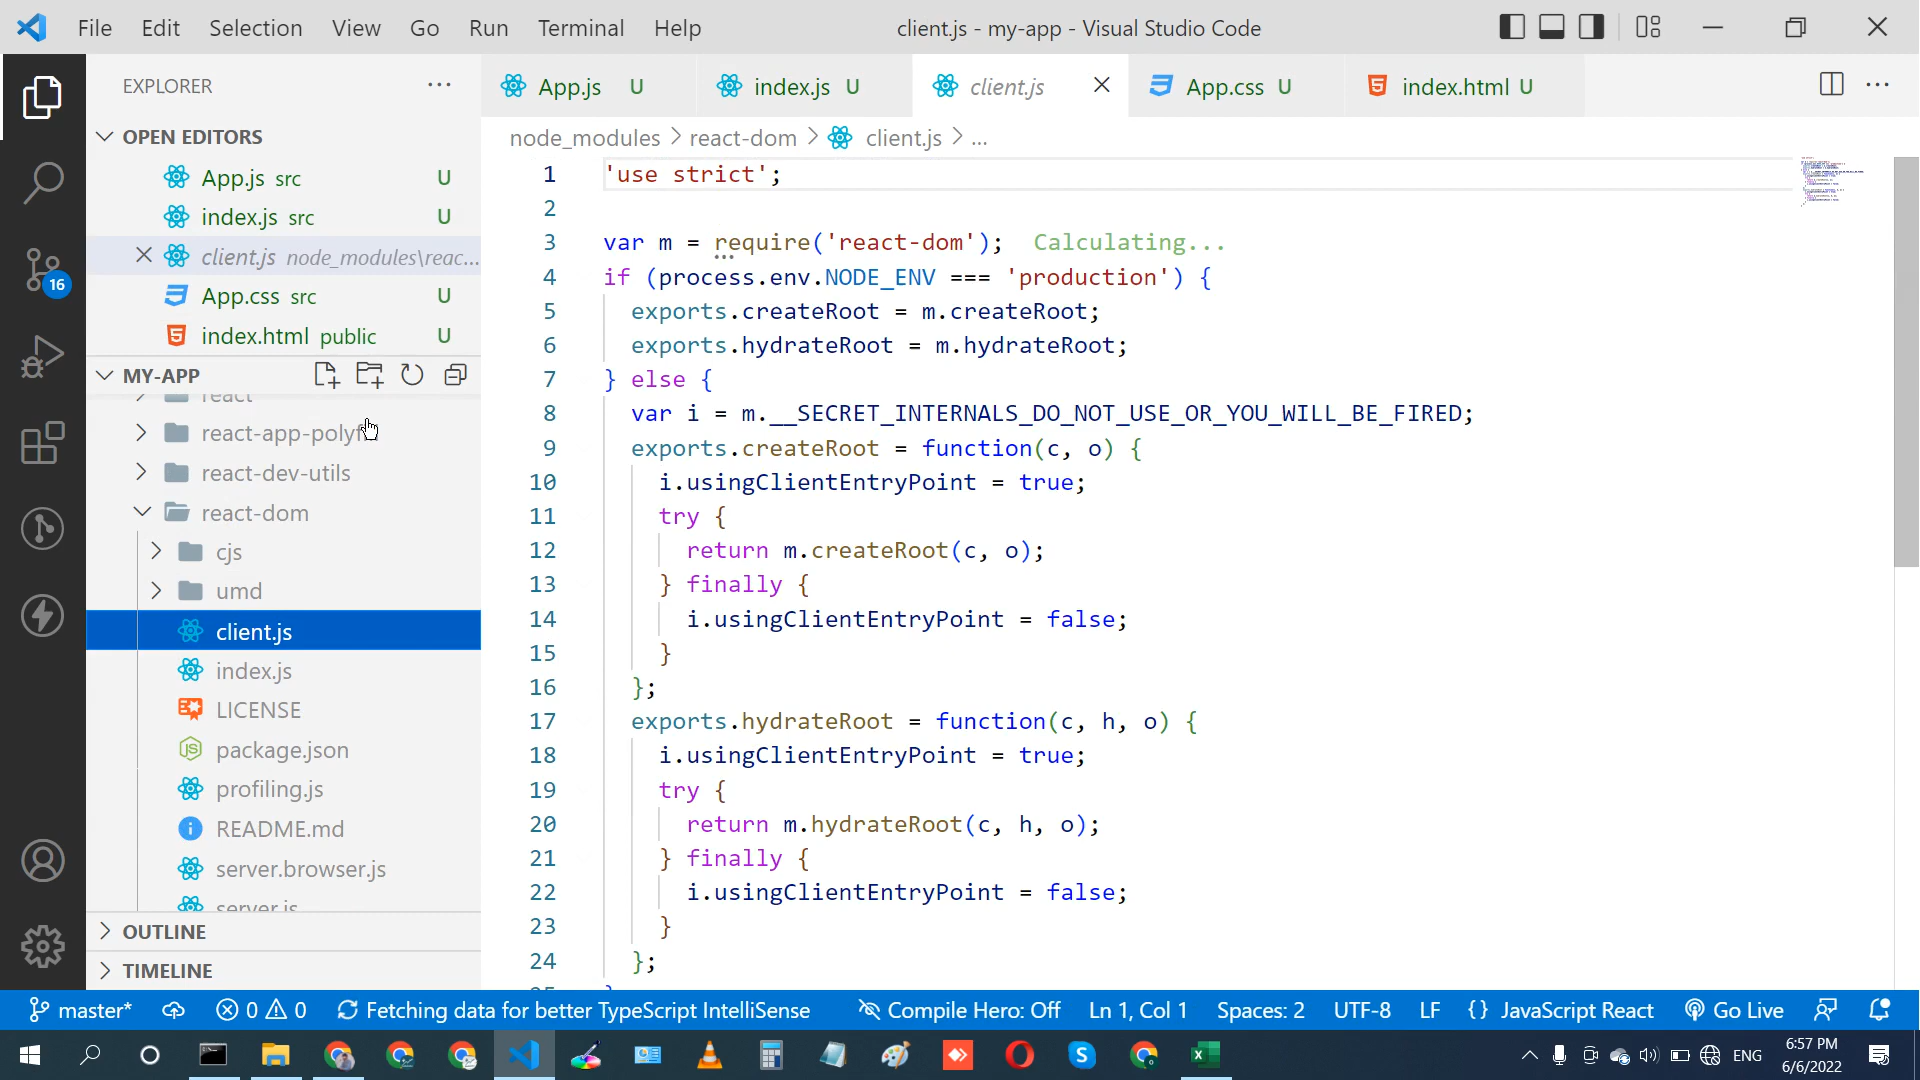 File Edit Selection View Go Run Terminal Help
client.js - my-app - Visual Studio Code
EXPLORER
App.js U
index.js U
client.js
App.css U
index.html U
OPEN EDITORS
App.js src U
index.js src U
client.js node_modules\reac...
App.css src U
index.html public U
16
MY-APP
react
react-app-polyf
react-dev-utils
react-dom
cjs
umd
client.js
index.js
LICENSE
package.json
profiling.js
README.md
server.browser.js
server.js
OUTLINE
TIMELINE
node_modules > react-dom > client.js > ...
1 'use strict';
2
3 var m = require('react-dom'); Calculating...
4 if (process.env.NODE_ENV === 'production') {
5 exports.createRoot = m.createRoot;
6 exports.hydrateRoot = m.hydrateRoot;
7 } else {
8 var i = m.__SECRET_INTERNALS_DO_NOT_USE_OR_YOU_WILL_BE_FIRED;
9 exports.createRoot = function(c, o) {
10 i.usingClientEntryPoint = true;
11 try {
12 return m.createRoot(c, o);
13 } finally {
14 i.usingClientEntryPoint = false;
15 }
16 };
17 exports.hydrateRoot = function(c, h, o) {
18 i.usingClientEntryPoint = true;
19 try {
20 return m.hydrateRoot(c, h, o);
21 } finally {
22 i.usingClientEntryPoint = false;
23 }
24 };
25 }
master* 0 0 Fetching data for better TypeScript IntelliSense Compile Hero: Off Ln 1, Col 1 Spaces: 2 UTF-8 LF {} JavaScript React Go Live
ENG
6:57 PM
6/6/2022